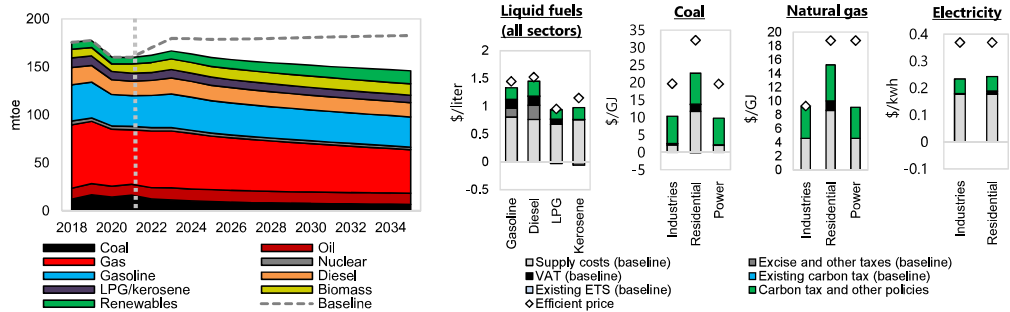 200
150
100
50
0
mtoe
2018 2020 2022 2024 2026 2028 2030 2032 2034
Coal
Oil
Gas
Nuclear
Gasoline
Diesel
LPG/kerosene
Biomass
Renewables
Baseline
Liquid fuels
(all sectors)
$/liter
2
1.5
1
0.5
0
-0.5
Gasoline
Diesel
LPG
Kerosene
Coal
$/GJ
35
30
25
20
15
10
5
0
-5
Industries
Residential
Power
Natural gas
$/GJ
20
18
16
14
12
10
8
6
4
2
0
Industries
Residential
Power
Electricity
$/kwh
0.4
0.3
0.2
0.1
0
-0.1
Industries
Residential
Supply costs (baseline)
Excise and other taxes (baseline)
VAT (baseline)
Existing carbon tax (baseline)
Existing ETS (baseline)
Carbon tax and other policies
Efficient price